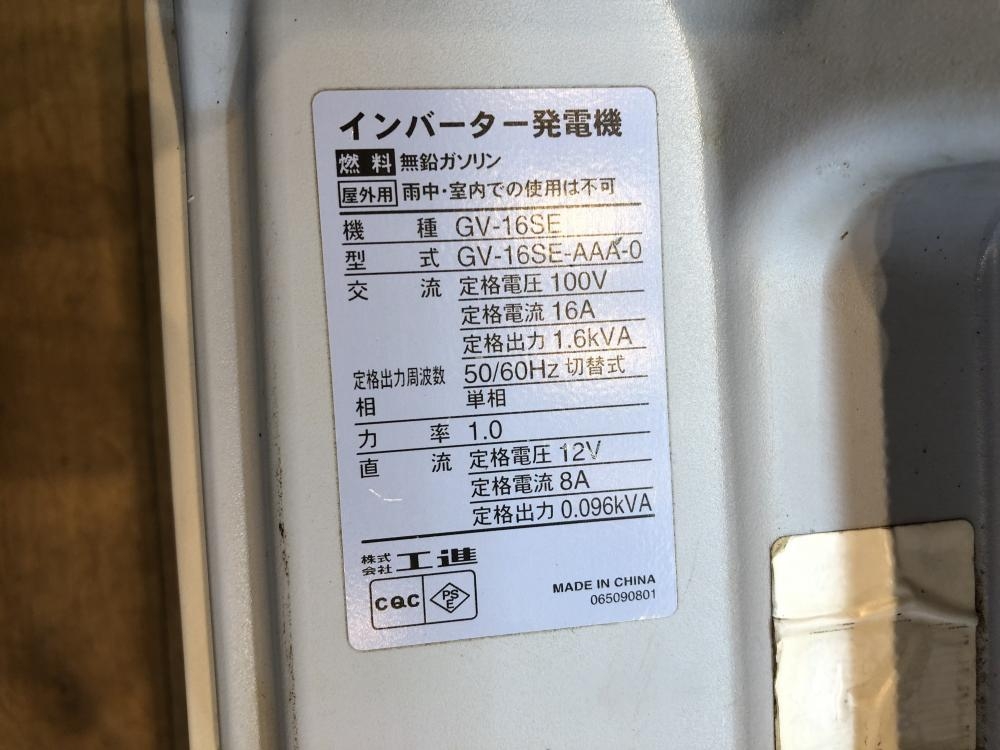 インバーター発電機
燃料 無鉛ガソリン
屋外用 雨中・室内での使用は不可
機種 GV-16SE
型式 GV-16SE-AAA-0
交流 定格電圧 100V
定格電流 16A
定格出力 1.6kVA
定格出力周波数 50/60Hz 切替式
相 単相
力率 1.0
直流 定格電圧 12V
定格電流 8A
定格出力 0.096kVA
株式会社 工進
CQC PSE
MADE IN CHINA
065090801